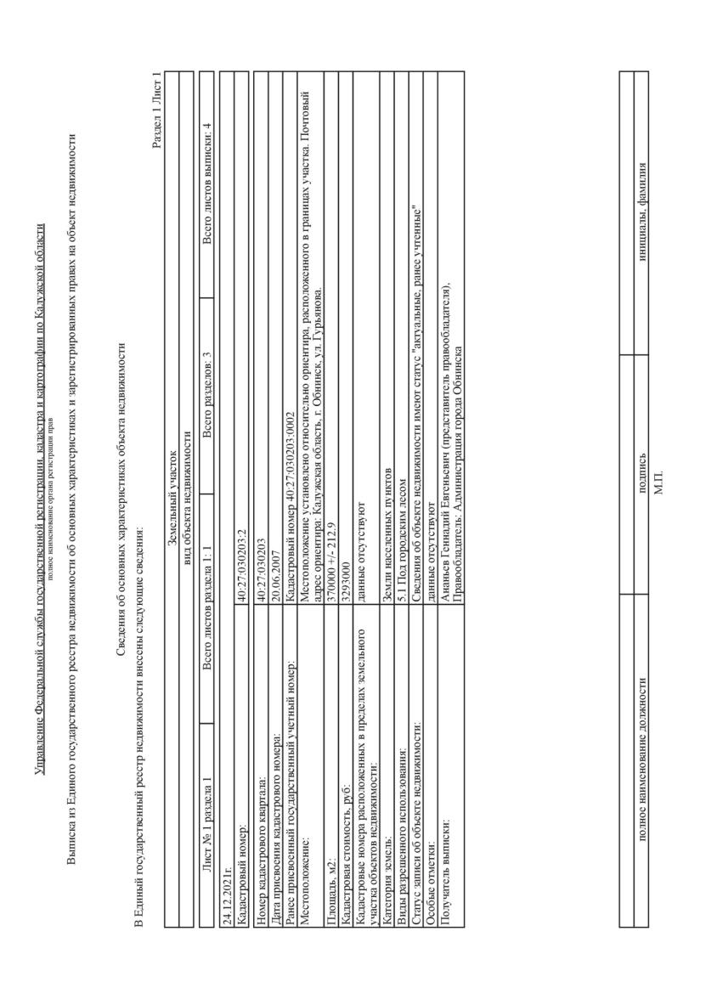 Управление Федеральной службы государственной регистрации, кадастра и картографии по Калужской области
полное наименование органа регистрации прав
Выписка из Единого государственного реестра недвижимости об основных характеристиках и зарегистрированных правах на объект недвижимости
Сведения об основных характеристиках объекта недвижимости
В Единый государственный реестр недвижимости внесены следующие сведения:
Раздел 1 Лист 1
Земельный участок
вид объекта недвижимости
Лист № 1 раздела 1 Всего листов раздела 1: 1 Всего разделов: 3 Всего листов выписки: 4
24.12.2021г.
Кадастровый номер: 40:27:030203:2
Номер кадастрового квартала: 40:27:030203
Дата присвоения кадастрового номера: 20.06.2007
Ранее присвоенный государственный учетный номер: Кадастровый номер 40:27:030203:0002
Местоположение: Местоположение установлено относительно ориентира, расположенного в границах участка. Почтовый
адрес ориентира: Калужская область, г. Обнинск, ул. Гурьянова.
Площадь, м2: 370000 +/- 212.9
Кадастровая стоимость, руб: 3293000
Кадастровые номера расположенных в пределах земельного
участка объектов недвижимости: данные отсутствуют
Категория земель: Земли населенных пунктов
Виды разрешенного использования: 5.1 Под городским лесом
Статус записи об объекте недвижимости: Сведения об объекте недвижимости имеют статус "актуальные, ранее учтенные"
Особые отметки: данные отсутствуют
Получатель выписки: Ананьев Геннадий Евгеньевич (представитель правообладателя),
Правообладатель: Администрация города Обнинска
полное наименование должности подпись инициалы, фамилия
М.П.